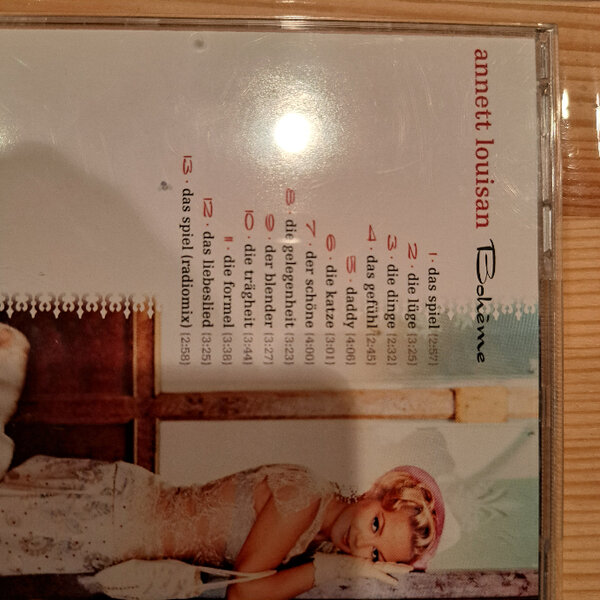 annett louisan Bohème
1 · das spiel (2:57)
2 · die lüge (3:25)
3 · die dinge (2:32)
4 · das gefühl (2:45)
5 · daddy (4:06)
6 · die katze (3:01)
7 · der schöne (4:00)
8 · die gelegenheit (3:23)
9 · der blender (3:27)
10 · die trägheit (3:44)
11 · die formel (3:38)
12 · das liebeslied (3:25)
13 · das spiel (radiomix) (2:58)